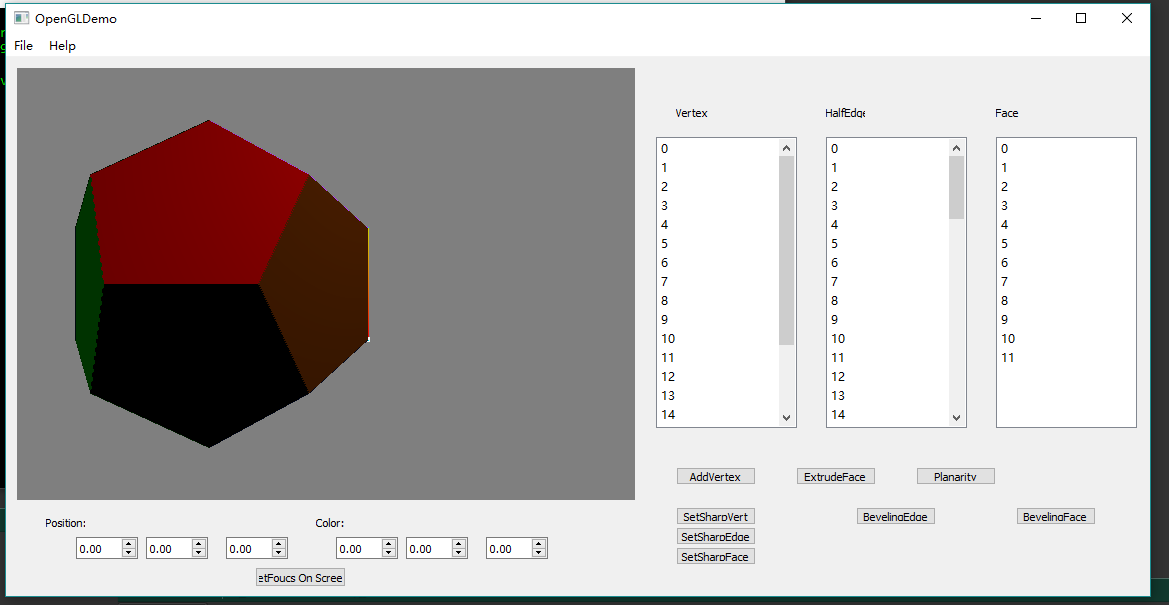 OpenGLDemo
File Help
Vertex HalfEdge Face
0 0 0
1 1 1
2 2 2
3 3 3
4 4 4
5 5 5
6 6 6
7 7 7
8 8 8
9 9 9
10 10 10
11 11 11
12 12
13 13
14 14
AddVertex ExtrudeFace Planarity
SetSharpVert BevelingEdge BevelingFace
SetSharpEdge
SetSharpFace
Position: Color:
0.00 0.00 0.00 0.00 0.00 0.00
etFoucs On Scree